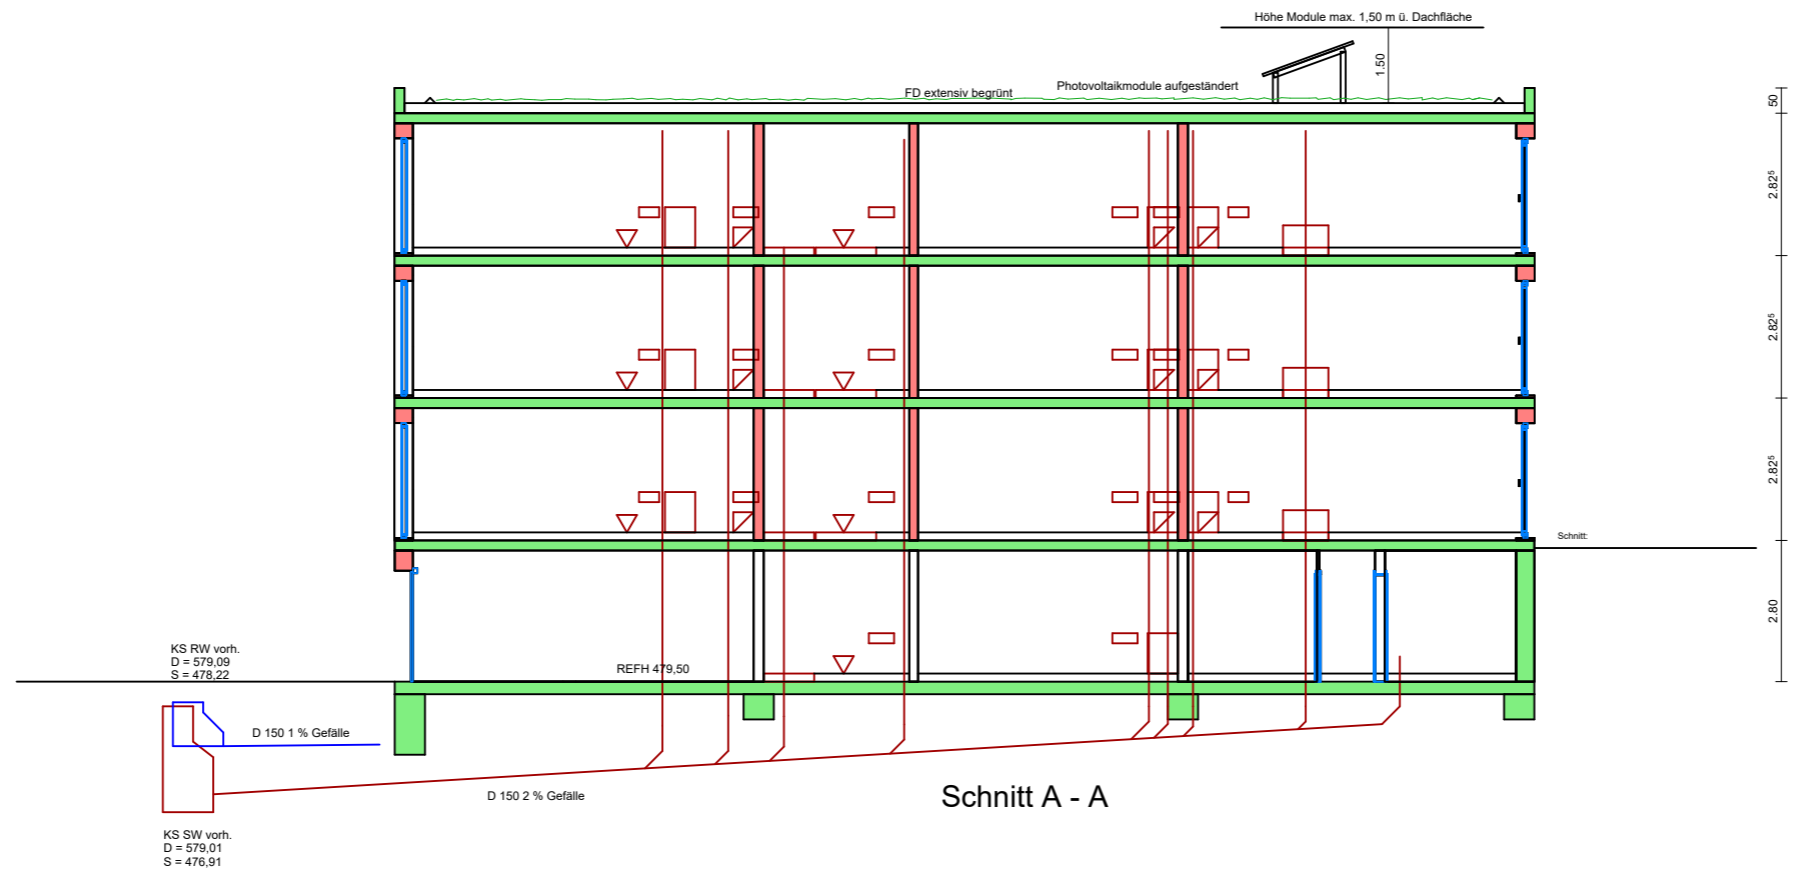 Höhe Module max. 1,50 m ü. Dachfläche
1.50
Photovoltaikmodule aufgeständert
FD extensiv begrünt
50
2.82⁵
2.82⁵
2.82⁵
Schnitt:
2.80
KS RW vorh.
D = 579,09
S = 478,22
REFH 479,50
D 150 1 % Gefälle
D 150 2 % Gefälle
Schnitt A - A
KS SW vorh.
D = 579,01
S = 476,91